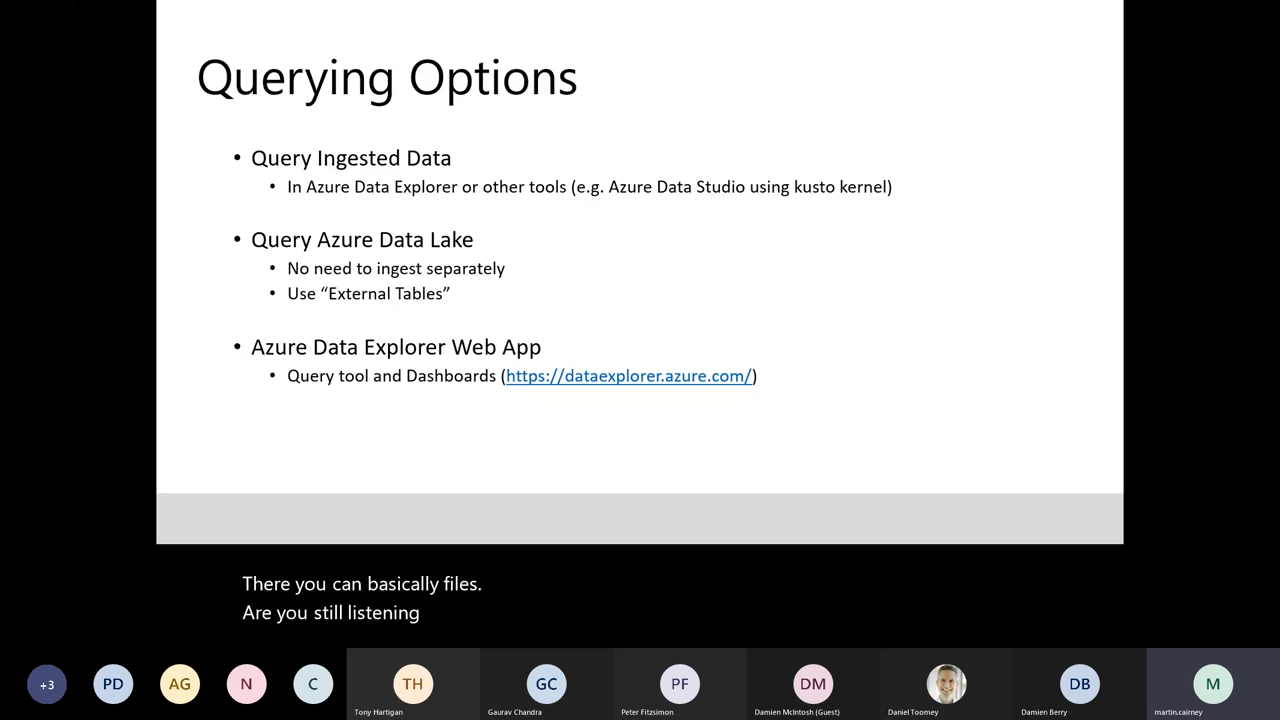 Querying Options
• Query Ingested Data
• In Azure Data Explorer or other tools (e.g. Azure Data Studio using kusto kernel)
• Query Azure Data Lake
• No need to ingest separately
• Use “External Tables”
• Azure Data Explorer Web App
• Query tool and Dashboards (https://dataexplorer.azure.com/)
There you can basically files.
Are you still listening
+3 PD AG N C TH GC PF DM DB M
Tony Hartigan Gaurav Chandra Peter Fitzsimon Damien McIntosh (Guest) Daniel Toomey Damien Berry martin.cairney